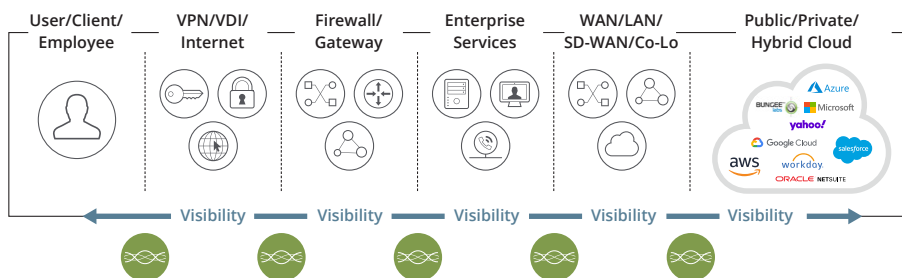 User/Client/
Employee
VPN/VDI/
Internet
Firewall/
Gateway
Enterprise
Services
WAN/LAN/
SD-WAN/Co-Lo
Public/Private/
Hybrid Cloud
Azure
BUNGEE
labs
Microsoft
yahoo!
Google Cloud
salesforce
aws
workday.
ORACLE NETSUITE
Visibility
Visibility
Visibility
Visibility
Visibility